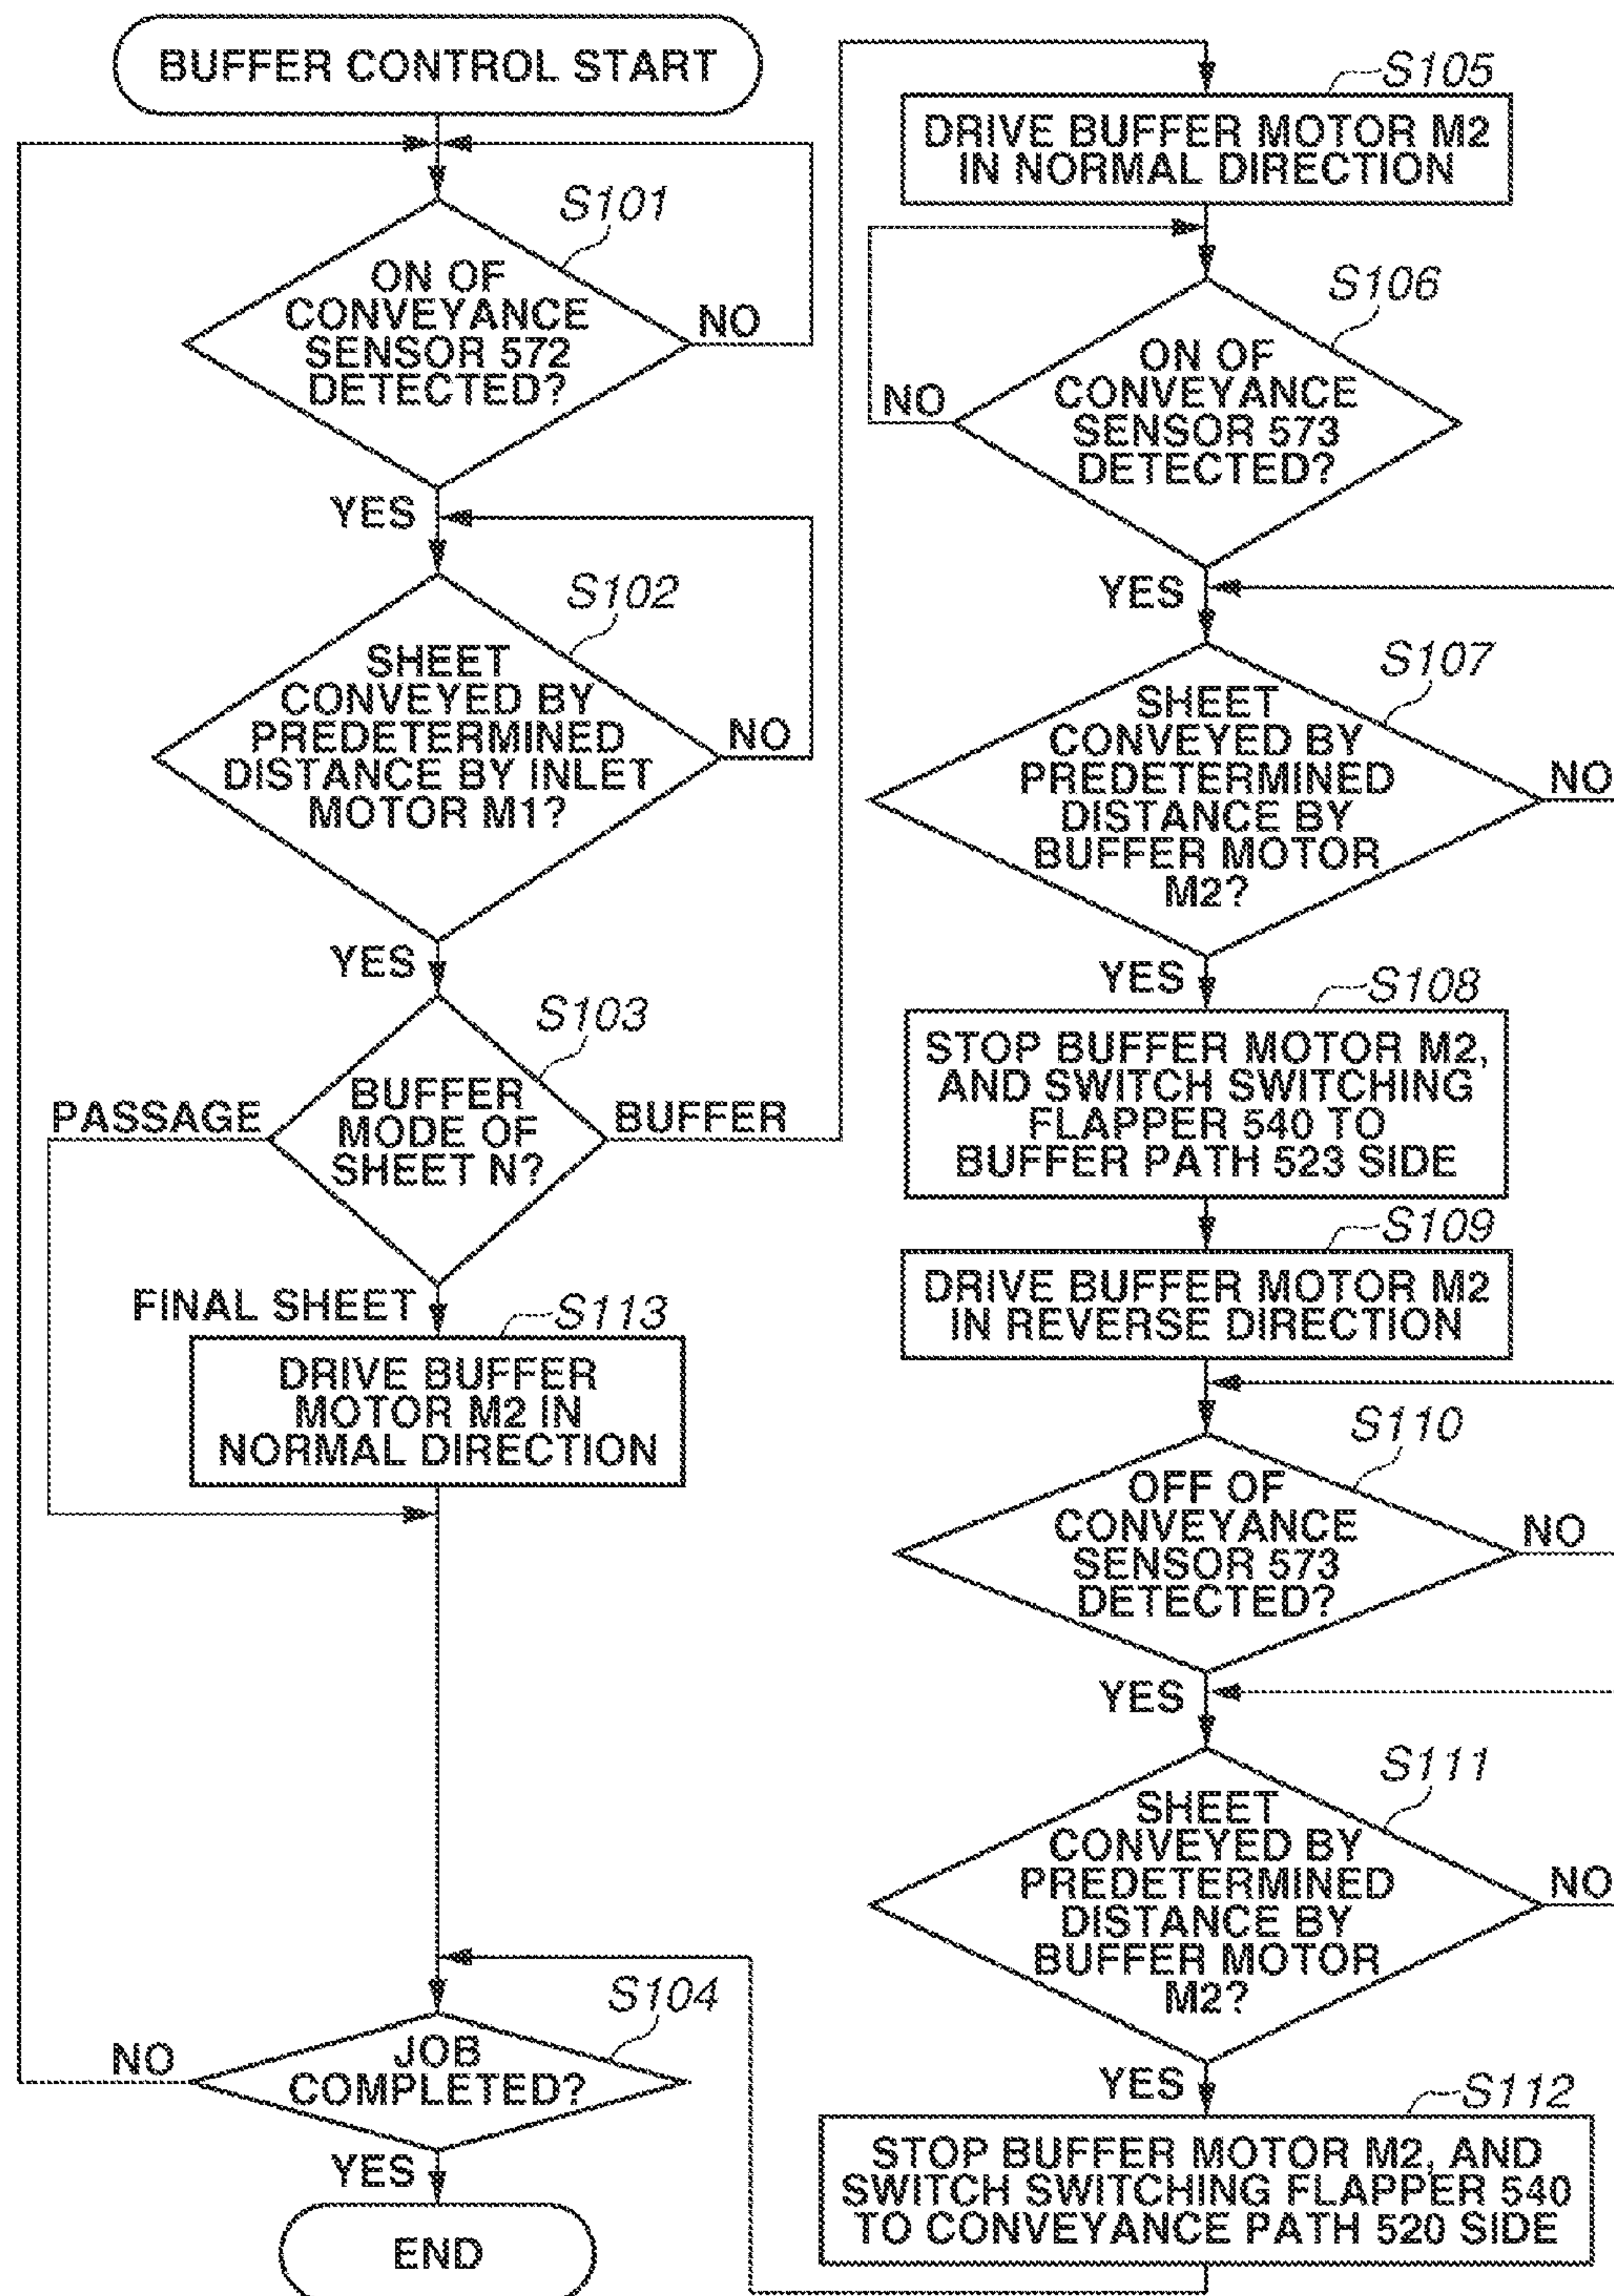 BUFFER CONTROL START
S101
ON OF
CONVEYANCE
SENSOR 572
DETECTED?
NO
YES
S102
SHEET
CONVEYED BY
PREDETERMINED
DISTANCE BY INLET
MOTOR M1?
NO
YES
S103
BUFFER
MODE OF
SHEET N?
PASSAGE
BUFFER
FINAL SHEET
S113
DRIVE BUFFER
MOTOR M2 IN
NORMAL DIRECTION
S104
JOB
COMPLETED?
NO
YES
END
S105
DRIVE BUFFER MOTOR M2
IN NORMAL DIRECTION
S106
ON OF
CONVEYANCE
SENSOR 573
DETECTED?
NO
YES
S107
SHEET
CONVEYED BY
PREDETERMINED
DISTANCE BY
BUFFER MOTOR
M2?
NO
YES
S108
STOP BUFFER MOTOR M2,
AND SWITCH SWITCHING
FLAPPER 540 TO
BUFFER PATH 523 SIDE
S109
DRIVE BUFFER MOTOR M2
IN REVERSE DIRECTION
S110
OFF OF
CONVEYANCE
SENSOR 573
DETECTED?
NO
YES
S111
SHEET
CONVEYED BY
PREDETERMINED
DISTANCE BY
BUFFER MOTOR
M2?
NO
YES
S112
STOP BUFFER MOTOR M2, AND
SWITCH SWITCHING FLAPPER 540
TO CONVEYANCE PATH 520 SIDE